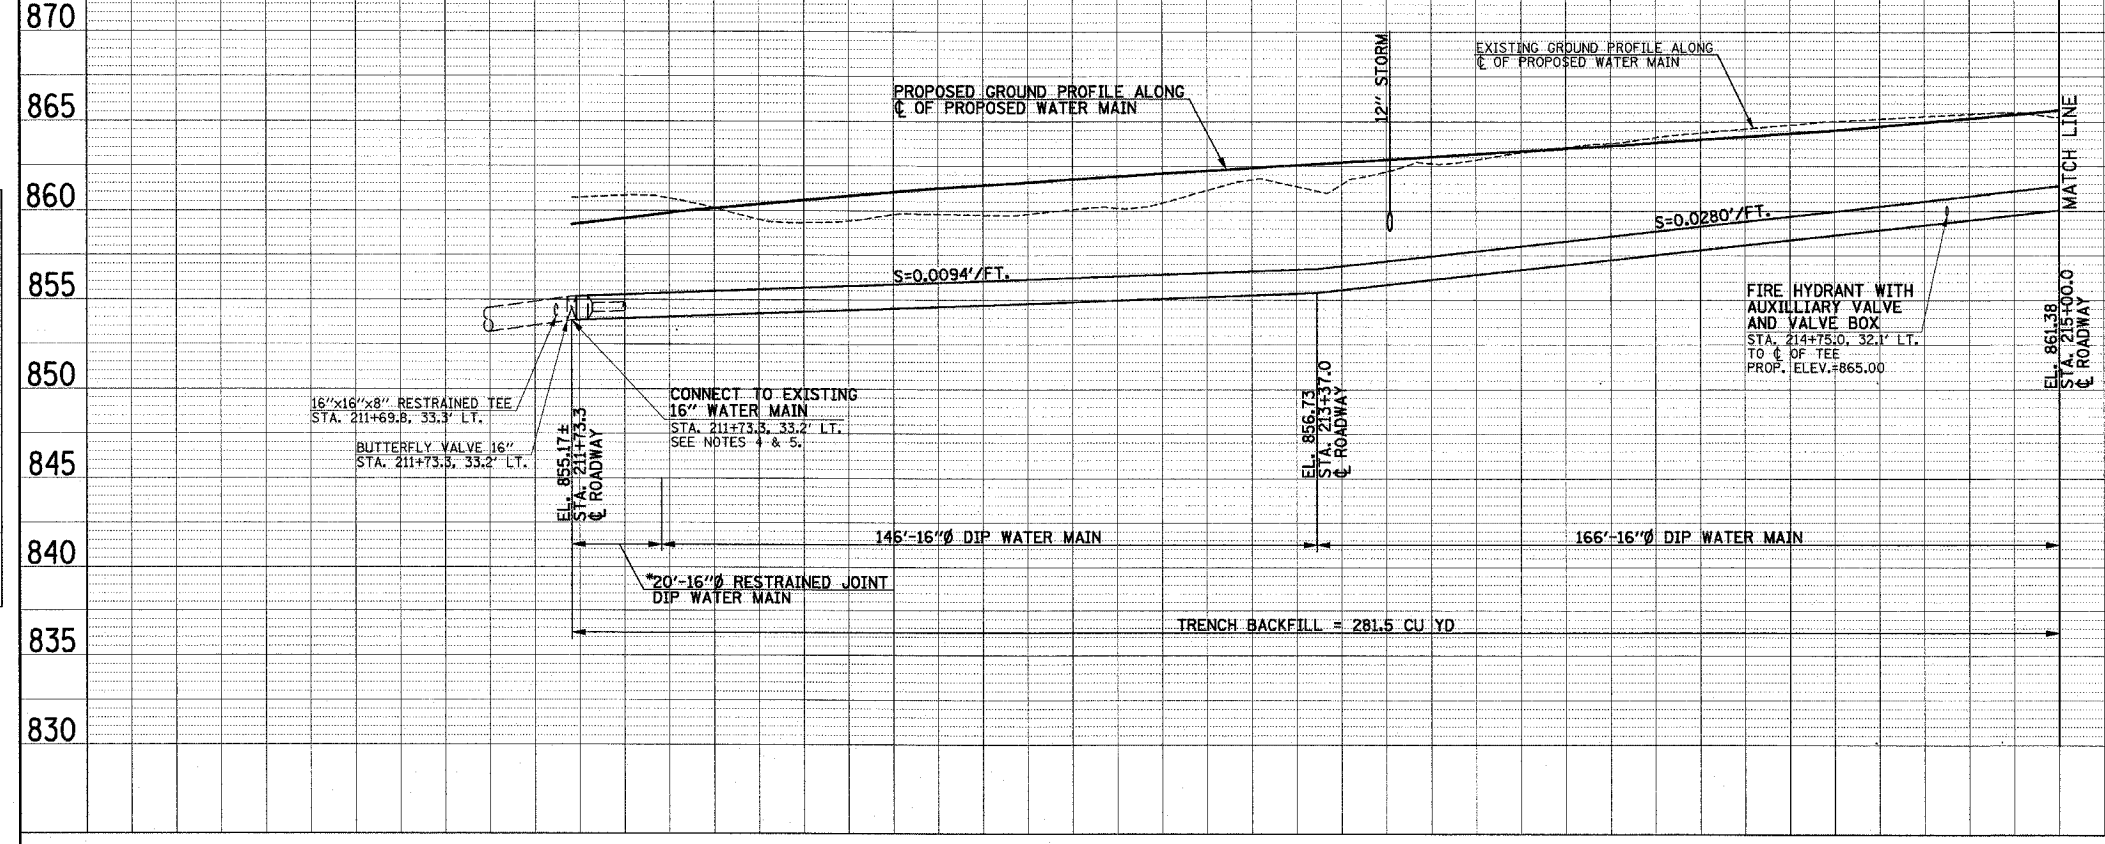 870
865
860
855
850
845
840
835
830
PROPOSED GROUND PROFILE ALONG
℄ OF PROPOSED WATER MAIN
12" STORM
EXISTING GROUND PROFILE ALONG
℄ OF PROPOSED WATER MAIN
MATCH LINE
S=0.0094'/FT.
S=0.0280'/FT.
16"x16"x8" RESTRAINED TEE
STA. 211+69.8, 33.3' LT.
BUTTERFLY VALVE 16"
STA. 211+73.3, 33.2' LT.
CONNECT TO EXISTING
16" WATER MAIN
STA. 211+73.3, 33.2' LT.
SEE NOTES 4 & 5.
EL. 855.17±
STA. 211+73.3
℄ ROADWAY
EL. 856.73
STA. 213+37.0
℄ ROADWAY
FIRE HYDRANT WITH
AUXILLIARY VALVE
AND VALVE BOX
STA. 214+75.0, 32.1' LT.
TO ℄ OF TEE
PROP. ELEV.=865.00
EL. 861.38
STA. 215+00.0
℄ ROADWAY
146'-16"Ø DIP WATER MAIN
166'-16"Ø DIP WATER MAIN
*20'-16"Ø RESTRAINED JOINT
DIP WATER MAIN
TRENCH BACKFILL = 281.5 CU YD